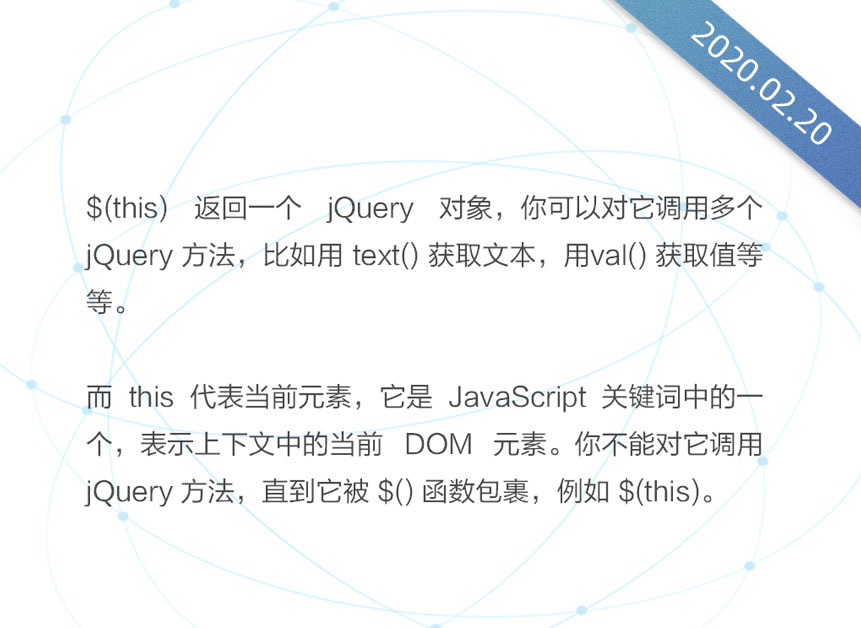 2020.02.20
$(this) 返回一个 jQuery 对象，你可以对它调用多个
jQuery 方法，比如用 text() 获取文本，用val() 获取值等
等。
而 this 代表当前元素，它是 JavaScript 关键词中的一
个，表示上下文中的当前 DOM 元素。你不能对它调用
jQuery 方法，直到它被 $() 函数包裹，例如 $(this)。